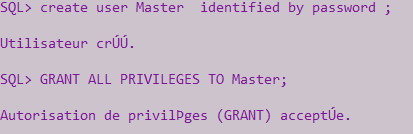 SQL> create user Master  identified by password ;
Utilisateur crÚÚ.
SQL> GRANT ALL PRIVILEGES TO Master;
Autorisation de privilÞges (GRANT) acceptÚe.